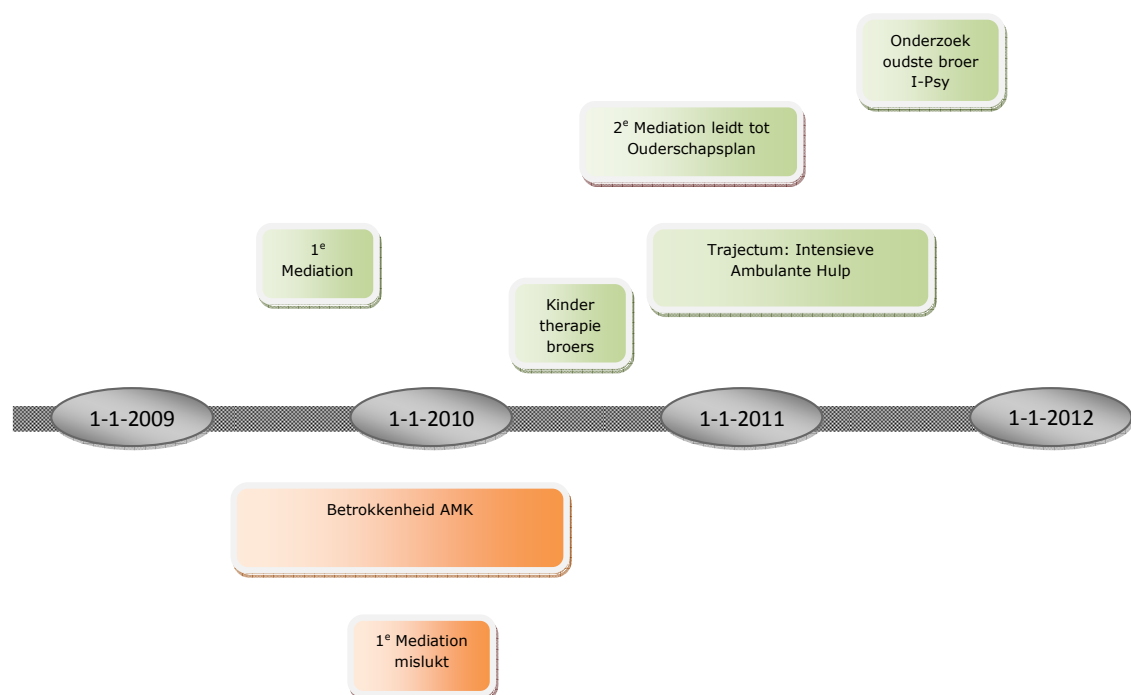 Onderzoek
oudste broer
I-Psy
2e Mediation leidt tot
Ouderschapsplan
1e
Mediation
Trajectum: Intensieve
Ambulante Hulp
Kinder
therapie
broers
1-1-2009
1-1-2010
1-1-2011
1-1-2012
Betrokkenheid AMK
1e Mediation
mislukt